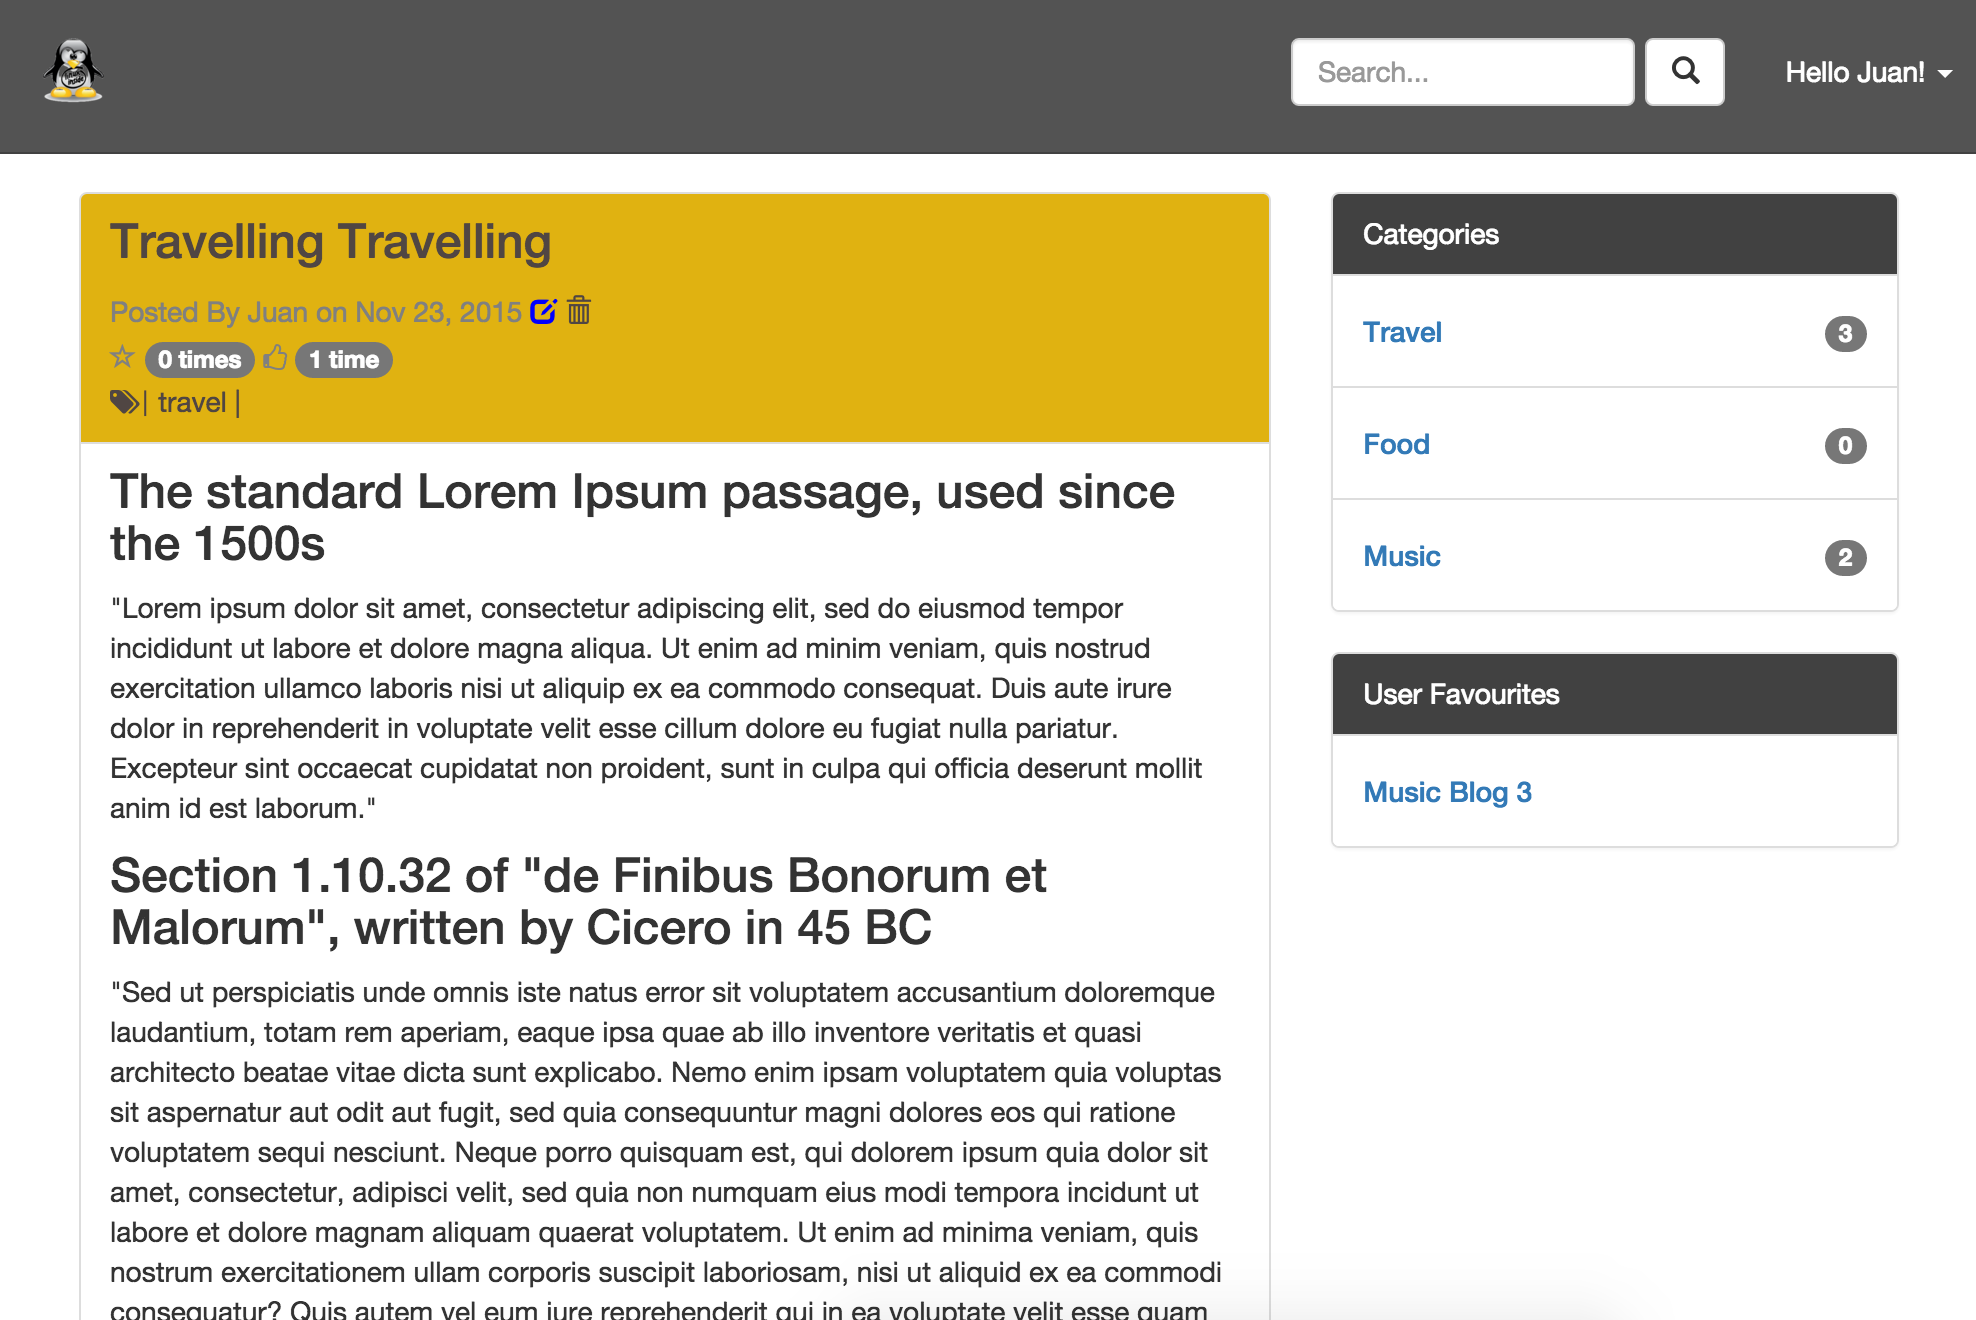 Search...
Hello Juan!
Travelling Travelling
Posted By Juan on Nov 23, 2015
0 times 1 time
| travel |
The standard Lorem Ipsum passage, used since
the 1500s
"Lorem ipsum dolor sit amet, consectetur adipiscing elit, sed do eiusmod tempor
incididunt ut labore et dolore magna aliqua. Ut enim ad minim veniam, quis nostrud
exercitation ullamco laboris nisi ut aliquip ex ea commodo consequat. Duis aute irure
dolor in reprehenderit in voluptate velit esse cillum dolore eu fugiat nulla pariatur.
Excepteur sint occaecat cupidatat non proident, sunt in culpa qui officia deserunt mollit
anim id est laborum."
Section 1.10.32 of "de Finibus Bonorum et
Malorum", written by Cicero in 45 BC
"Sed ut perspiciatis unde omnis iste natus error sit voluptatem accusantium doloremque
laudantium, totam rem aperiam, eaque ipsa quae ab illo inventore veritatis et quasi
architecto beatae vitae dicta sunt explicabo. Nemo enim ipsam voluptatem quia voluptas
sit aspernatur aut odit aut fugit, sed quia consequuntur magni dolores eos qui ratione
voluptatem sequi nesciunt. Neque porro quisquam est, qui dolorem ipsum quia dolor sit
amet, consectetur, adipisci velit, sed quia non numquam eius modi tempora incidunt ut
labore et dolore magnam aliquam quaerat voluptatem. Ut enim ad minima veniam, quis
nostrum exercitationem ullam corporis suscipit laboriosam, nisi ut aliquid ex ea commodi
consequatur? Quis autem vel eum iure reprehenderit qui in ea voluptate velit esse quam
Categories
Travel 3
Food 0
Music 2
User Favourites
Music Blog 3